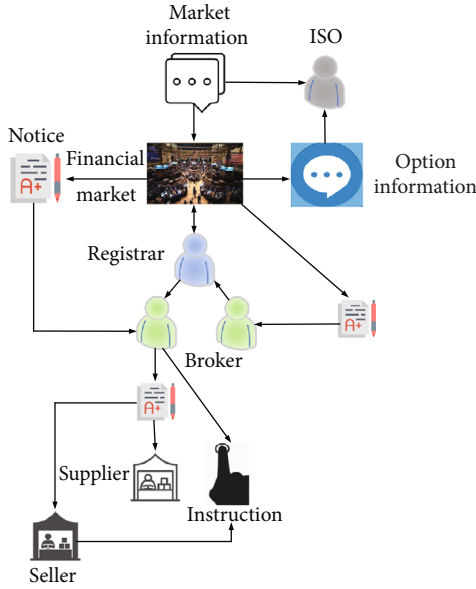 Market
information
ISO
Notice
Financial
market
Option
information
A+
Registrar
Broker
A+
A+
Supplier
Instruction
Seller